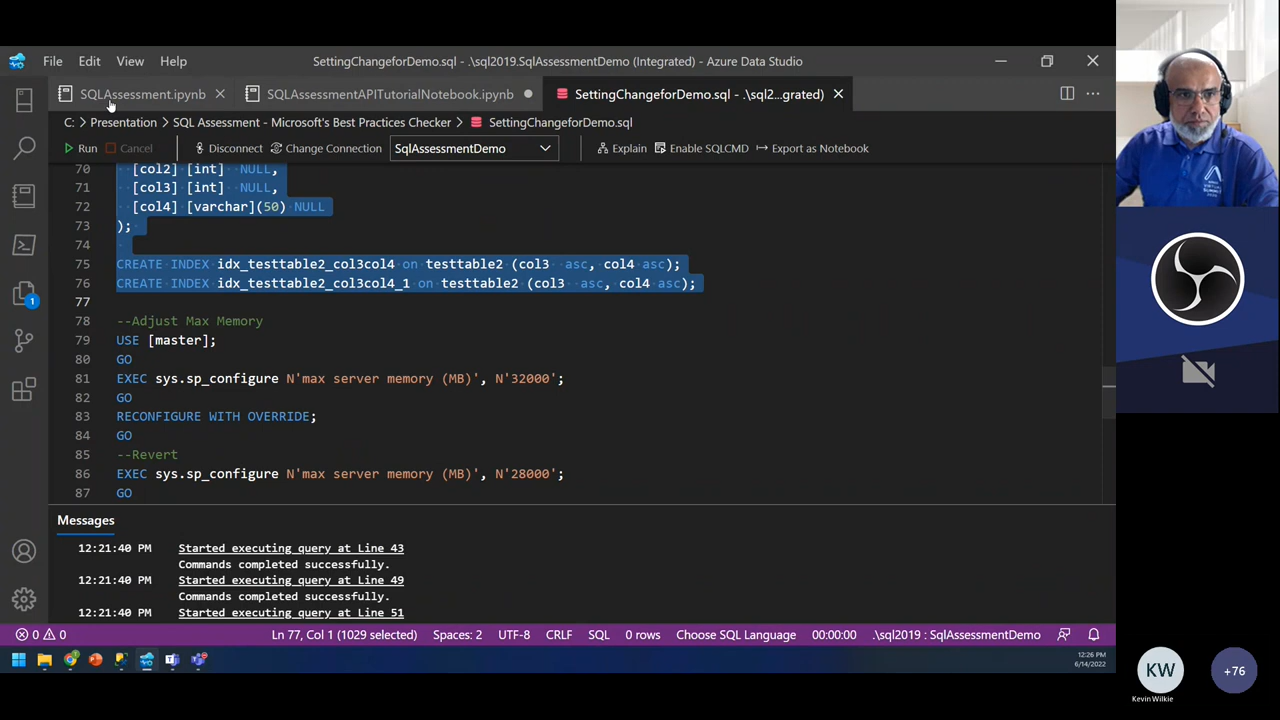 File Edit View Help SettingChangeforDemo.sql - .\sql2019.SqlAssessmentDemo (Integrated) - Azure Data Studio
SQLAssessment.ipynb SQLAssessmentAPITutorialNotebook.ipynb SettingChangeforDemo.sql - .\sql2...grated)
C: > Presentation > SQL Assessment - Microsoft's Best Practices Checker > SettingChangeforDemo.sql
Run Cancel Disconnect Change Connection SqlAssessmentDemo Explain Enable SQLCMD Export as Notebook
70 [col2] [int] NULL,
71 [col3] [int] NULL,
72 [col4] [varchar](50) NULL
73 );
74
75 CREATE INDEX idx_testtable2_col3col4 on testtable2 (col3 asc, col4 asc);
76 CREATE INDEX idx_testtable2_col3col4_1 on testtable2 (col3 asc, col4 asc);
77
78 --Adjust Max Memory
79 USE [master];
80 GO
81 EXEC sys.sp_configure N'max server memory (MB)', N'32000';
82 GO
83 RECONFIGURE WITH OVERRIDE;
84 GO
85 --Revert
86 EXEC sys.sp_configure N'max server memory (MB)', N'28000';
87 GO
1
Messages
12:21:40 PM Started executing query at Line 43
Commands completed successfully.
12:21:40 PM Started executing query at Line 49
Commands completed successfully.
12:21:40 PM Started executing query at Line 51
0 0 Ln 77, Col 1 (1029 selected) Spaces: 2 UTF-8 CRLF SQL 0 rows Choose SQL Language 00:00:00 .\sql2019 : SqlAssessmentDemo
12:26 PM
6/14/2022
KW
Kevin Wilkie
+76